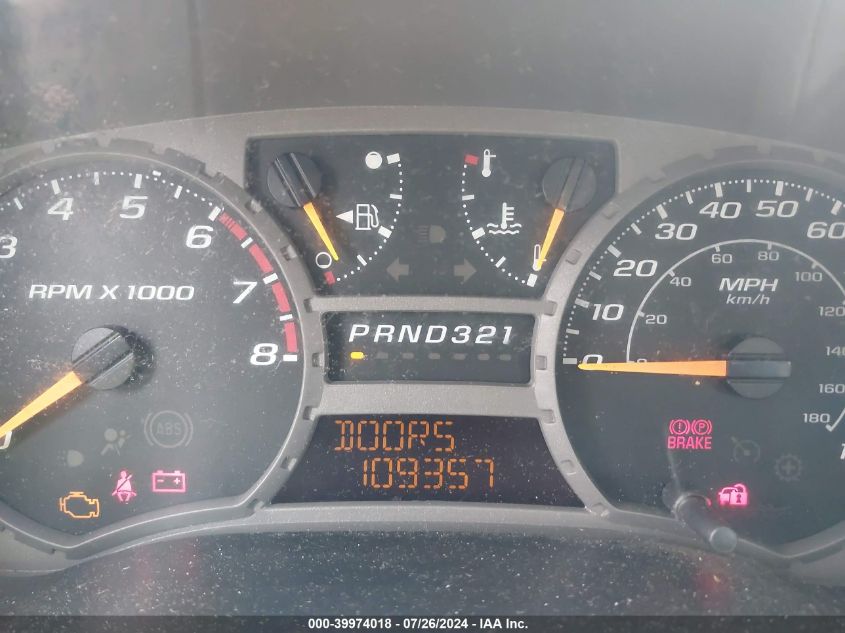 3 4 5 6 7 8
RPM X 1000
PRND321
DOORS
109357
ABS
0 10 20 30 40 50 60
0 20 40 60 80 100 120 140 160 180
MPH
km/h
BRAKE
P
000-39974018 - 07/26/2024 - IAA Inc.